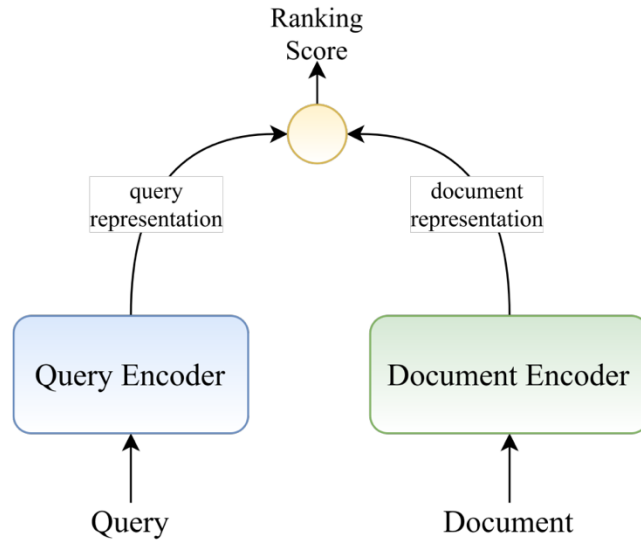 Ranking
Score
query
representation
document
representation
Query Encoder
Document Encoder
Query
Document